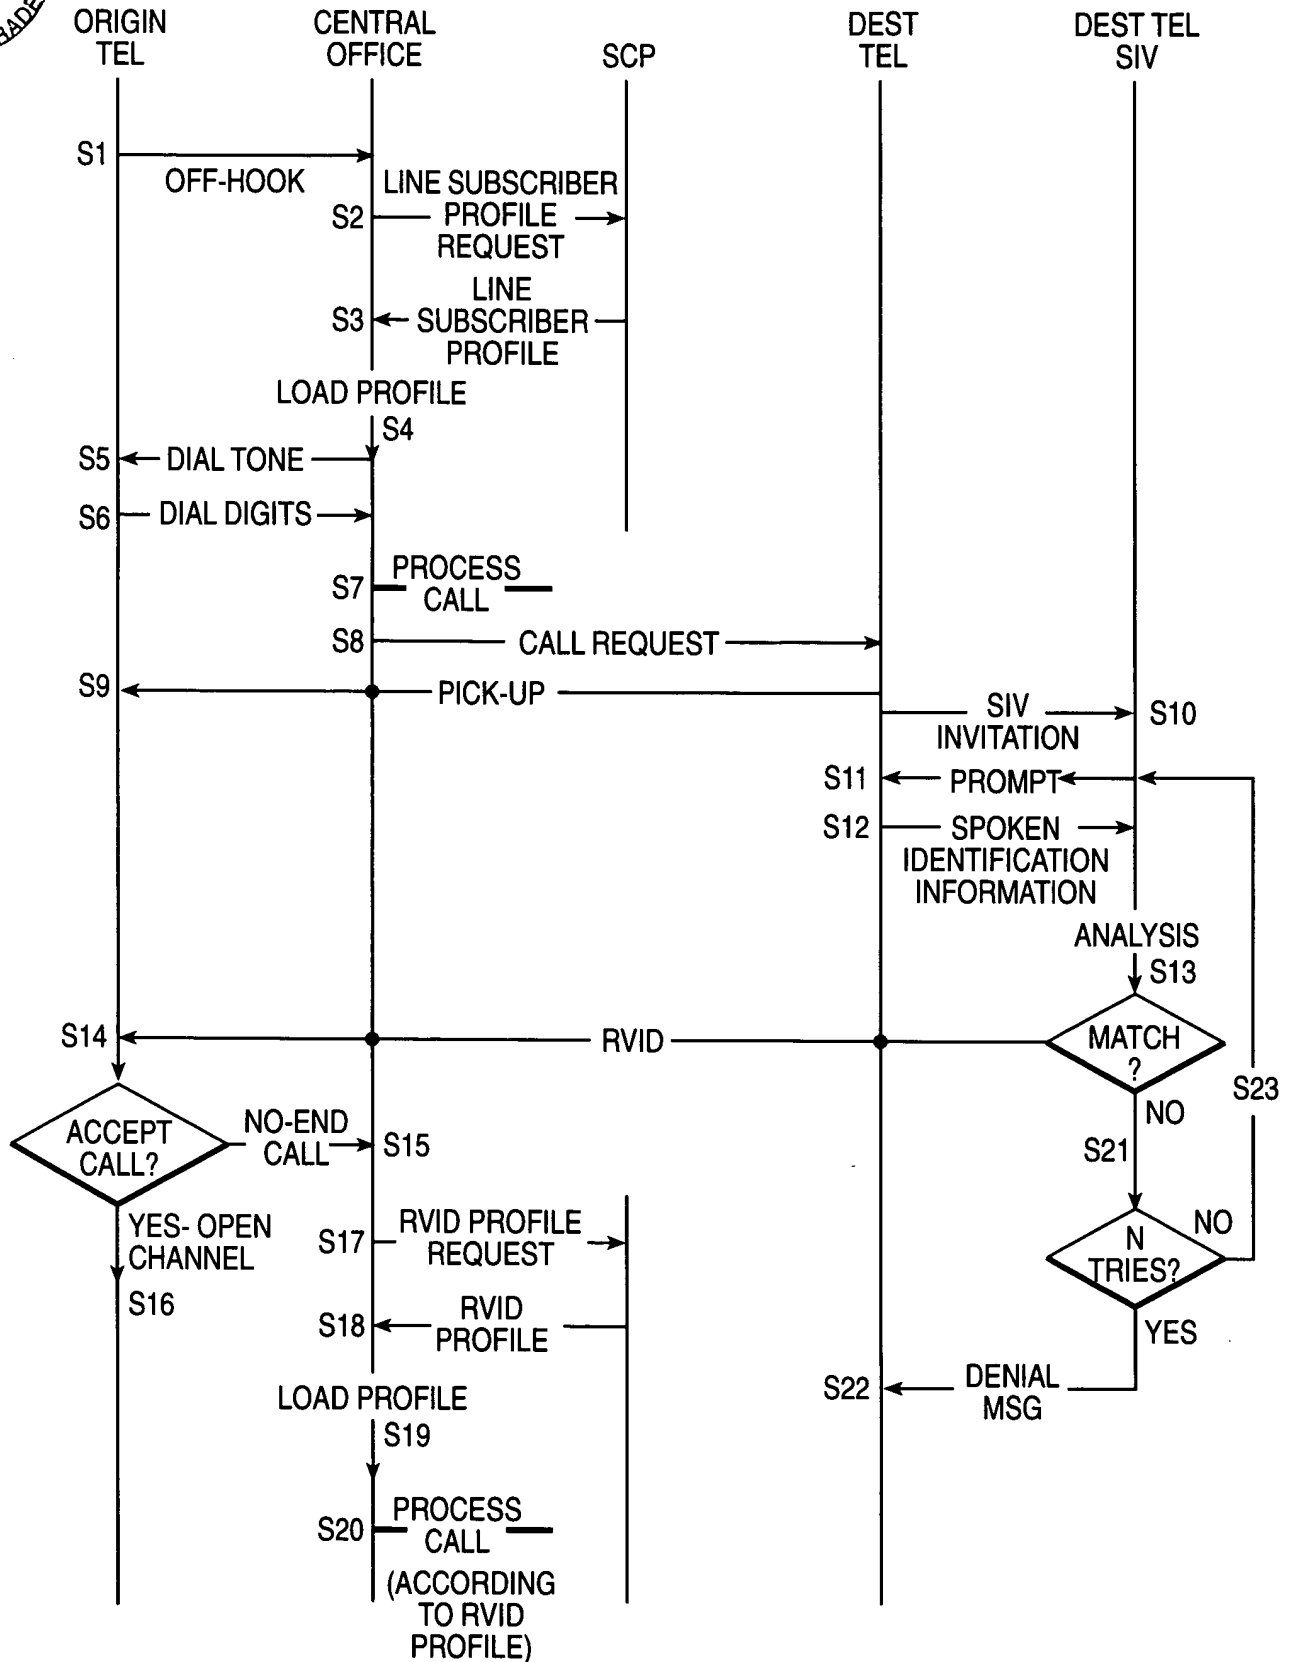 RADE
ORIGIN
TEL
CENTRAL
OFFICE
SCP
DEST
TEL
DEST TEL
SIV
S1
OFF-HOOK
LINE SUBSCRIBER
S2
PROFILE
REQUEST
LINE
S3
SUBSCRIBER
PROFILE
LOAD PROFILE
S4
S5
DIAL TONE
S6
DIAL DIGITS
S7
PROCESS
CALL
S8
CALL REQUEST
S9
PICK-UP
SIV
INVITATION
S10
S11
PROMPT
S12
SPOKEN
IDENTIFICATION
INFORMATION
ANALYSIS
S13
S14
RVID
MATCH
?
S23
NO
ACCEPT
CALL?
NO-END
CALL
S15
S21
YES- OPEN
CHANNEL
S16
S17
RVID PROFILE
REQUEST
N
TRIES?
NO
S18
RVID
PROFILE
YES
S22
DENIAL
MSG
LOAD PROFILE
S19
S20
PROCESS
CALL
(ACCORDING
TO RVID
PROFILE)